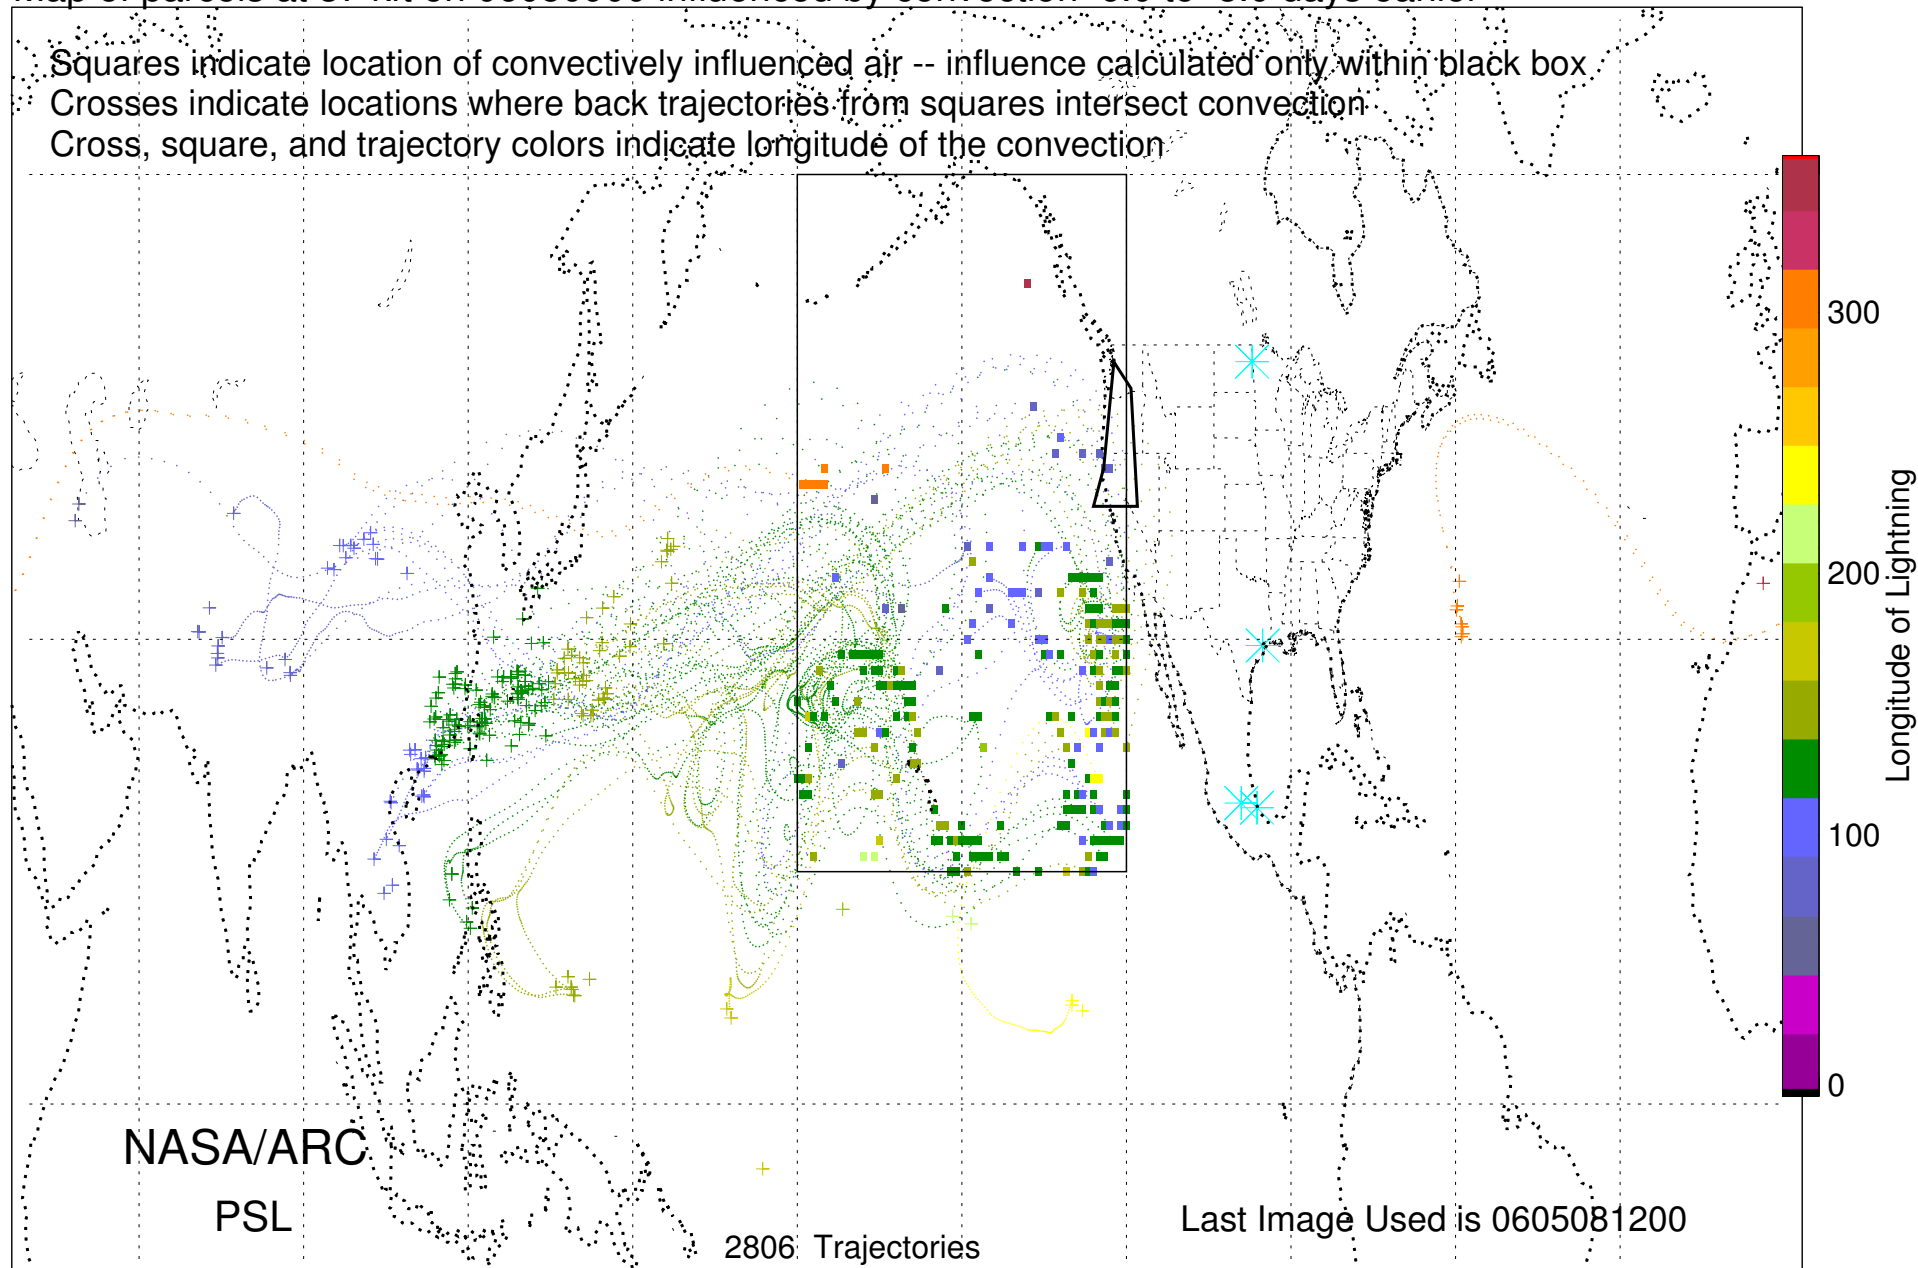 Squares indicate location of convectively influenced air -- influence calculated only within black box
Crosses indicate locations where back trajectories from squares intersect convection
Cross, square, and trajectory colors indicate longitude of the convection
300
200
100
0
Longitude of Lightning
NASA/ARC
PSL
2806 Trajectories
Last Image Used is 0605081200